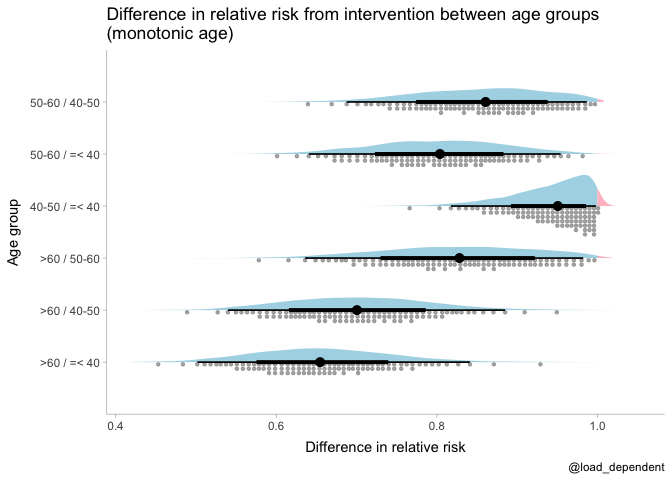 Difference in relative risk from intervention between age groups
(monotonic age)
50-60 / 40-50
50-60 / =< 40
40-50 / =< 40
>60 / 50-60
>60 / 40-50
>60 / =< 40
Age group
0.4 0.6 0.8 1.0
Difference in relative risk
@load_dependent